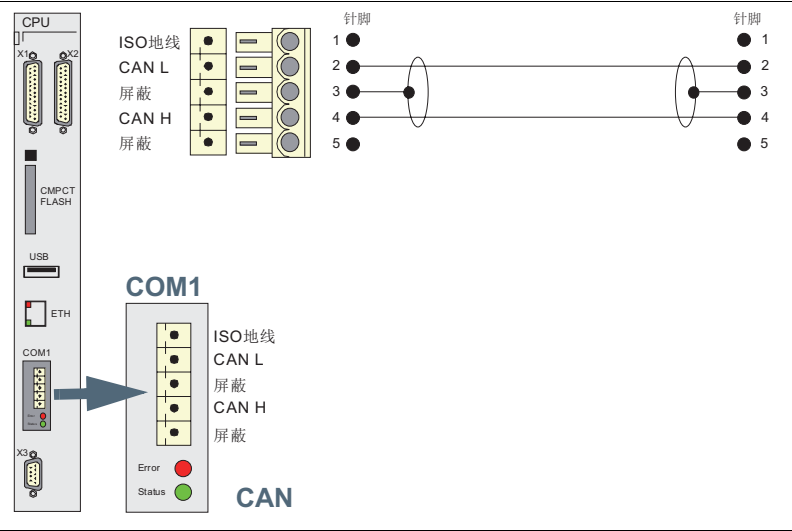 CPU
X1
X2
CMPCT
FLASH
USB
ETH
COM1
X3
ISO地线
CAN L
屏蔽
CAN H
屏蔽
针脚
1
2
3
4
5
针脚
1
2
3
4
5
COM1
ISO地线
CAN L
屏蔽
CAN H
屏蔽
Error
Status
CAN